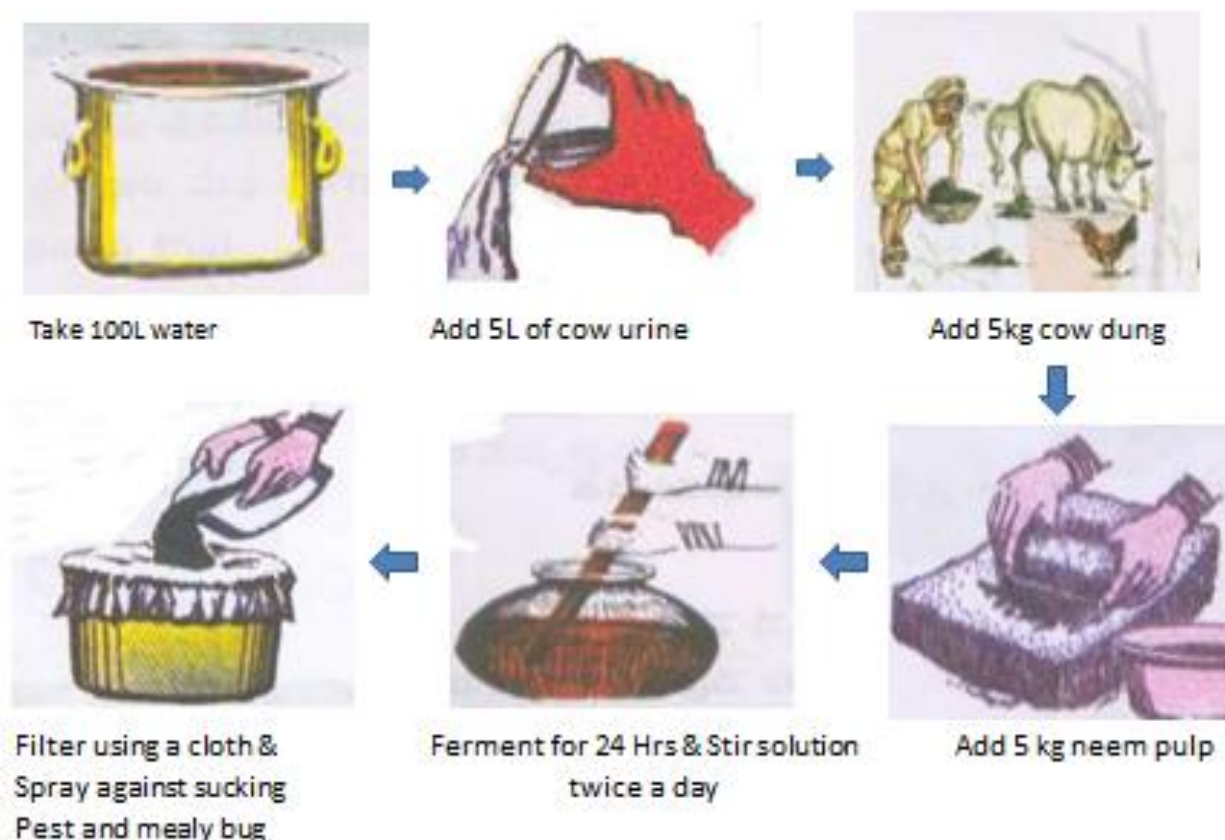 Take 100L water
Add 5L of cow urine
Add 5kg cow dung
Add 5 kg neem pulp
Ferment for 24 Hrs & Stir solution
twice a day
Filter using a cloth &
Spray against sucking
Pest and mealy bug